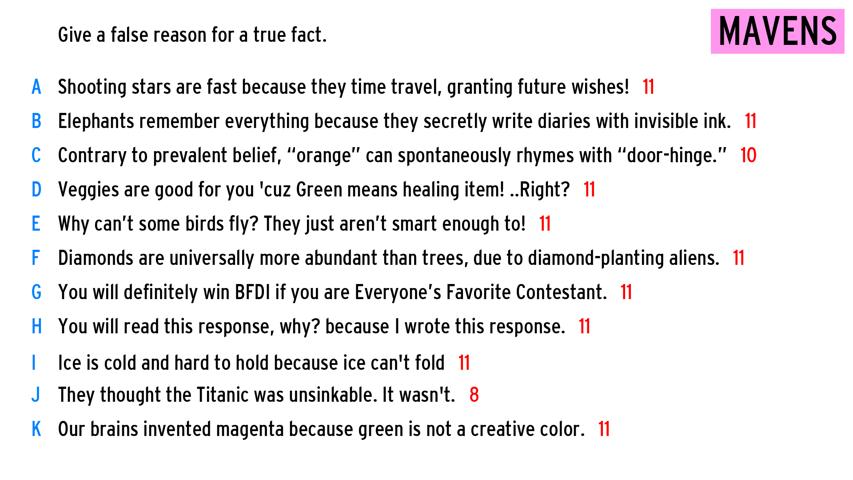 Give a false reason for a true fact.
MAVENS
A Shooting stars are fast because they time travel, granting future wishes! 11
B Elephants remember everything because they secretly write diaries with invisible ink. 11
C Contrary to prevalent belief, “orange” can spontaneously rhymes with “door-hinge.” 10
D Veggies are good for you 'cuz Green means healing item! ..Right? 11
E Why can’t some birds fly? They just aren’t smart enough to! 11
F Diamonds are universally more abundant than trees, due to diamond-planting aliens. 11
G You will definitely win BFDI if you are Everyone’s Favorite Contestant. 11
H You will read this response, why? because I wrote this response. 11
I Ice is cold and hard to hold because ice can't fold 11
J They thought the Titanic was unsinkable. It wasn't. 8
K Our brains invented magenta because green is not a creative color. 11